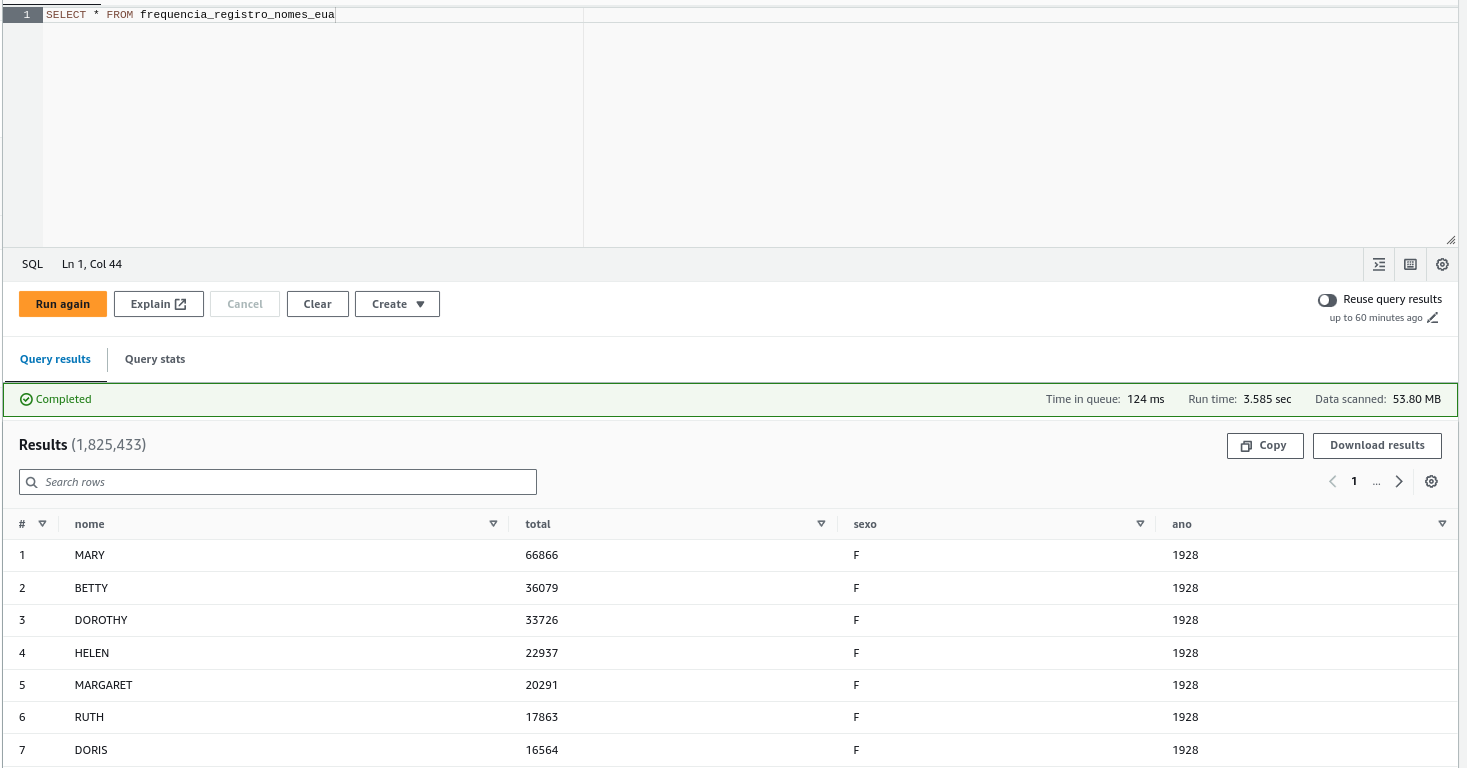 1 SELECT * FROM frequencia_registro_nomes_eua
SQL Ln 1, Col 44
Run again Explain Cancel Clear Create Reuse query results
up to 60 minutes ago
Query results Query stats
Completed Time in queue: 124 ms Run time: 3.585 sec Data scanned: 53.80 MB
Results (1,825,433) Copy Download results
Search rows 1 ...
# nome total sexo ano
1 MARY 66866 F 1928
2 BETTY 36079 F 1928
3 DOROTHY 33726 F 1928
4 HELEN 22937 F 1928
5 MARGARET 20291 F 1928
6 RUTH 17863 F 1928
7 DORIS 16564 F 1928